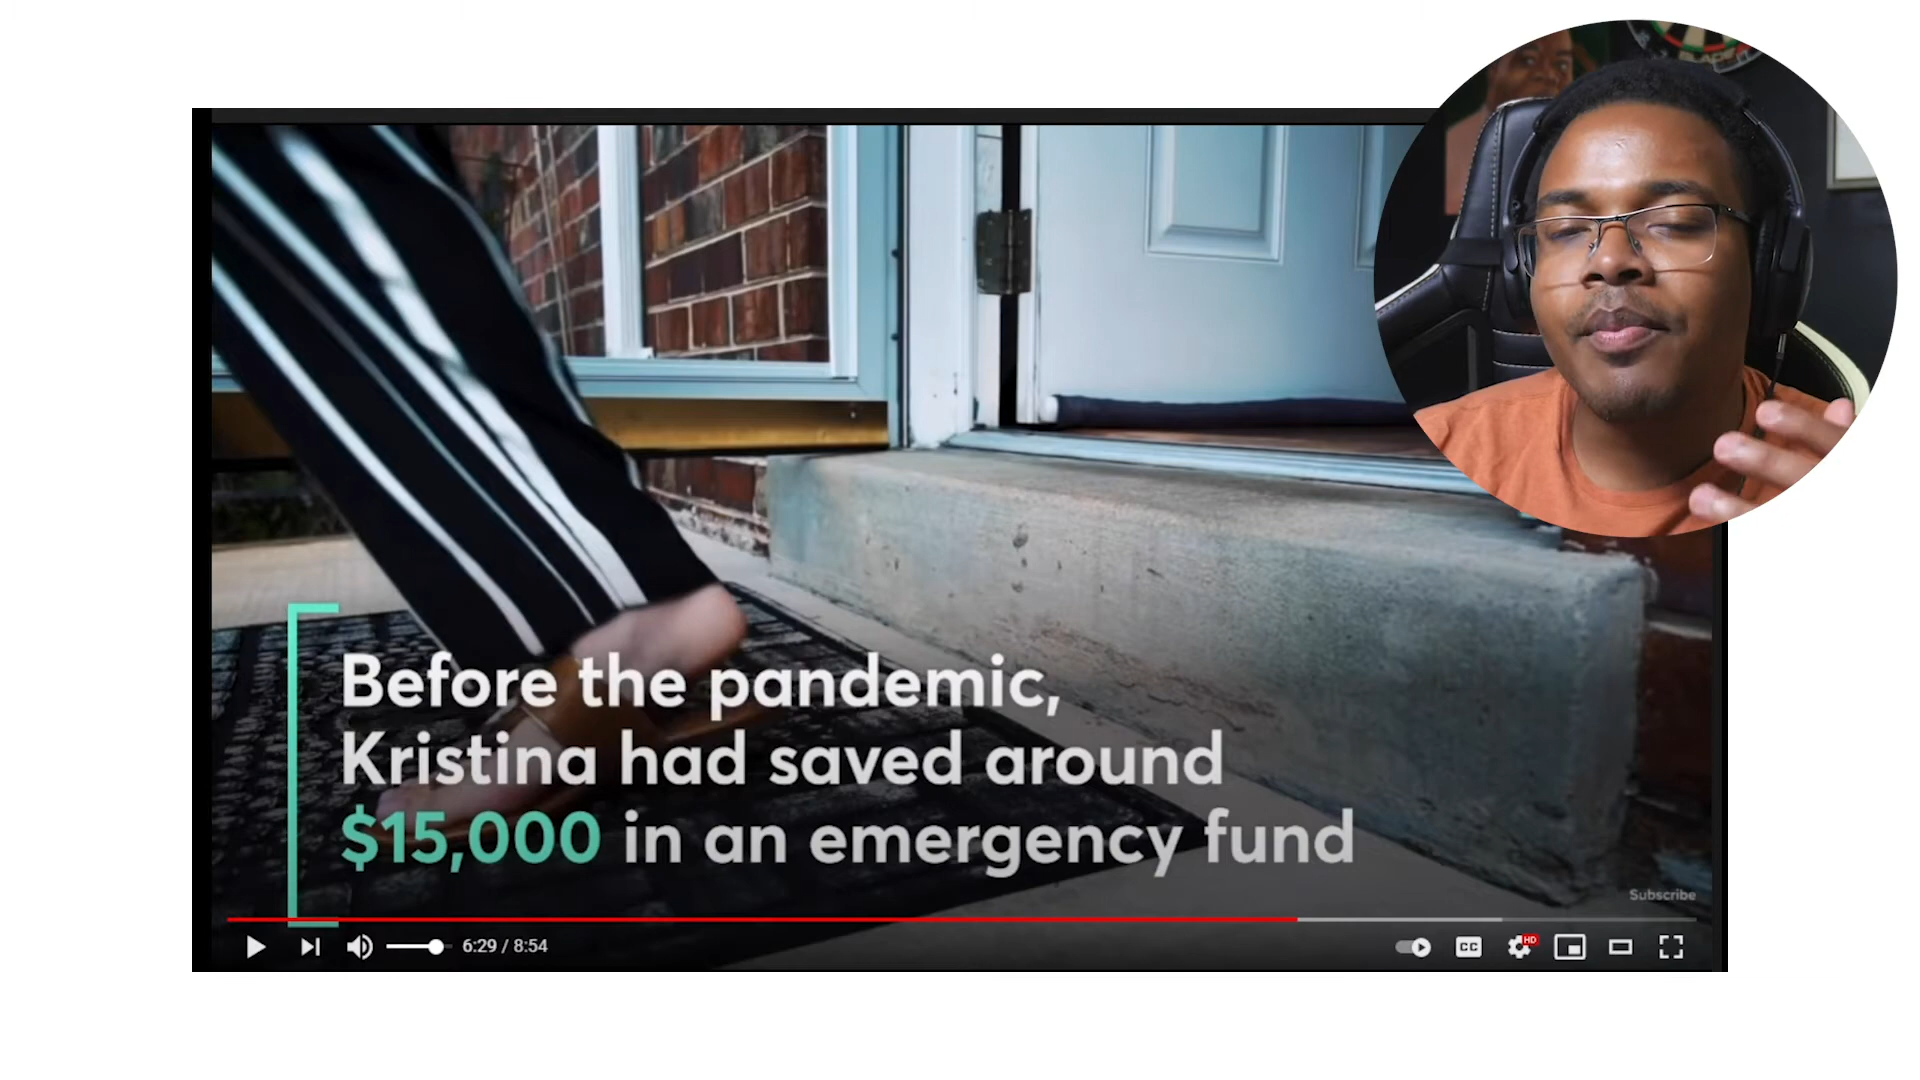 BLADE
Before the pandemic,
Kristina had saved around
$15,000 in an emergency fund
Subscribe
6:29 / 8:54
CC
HD